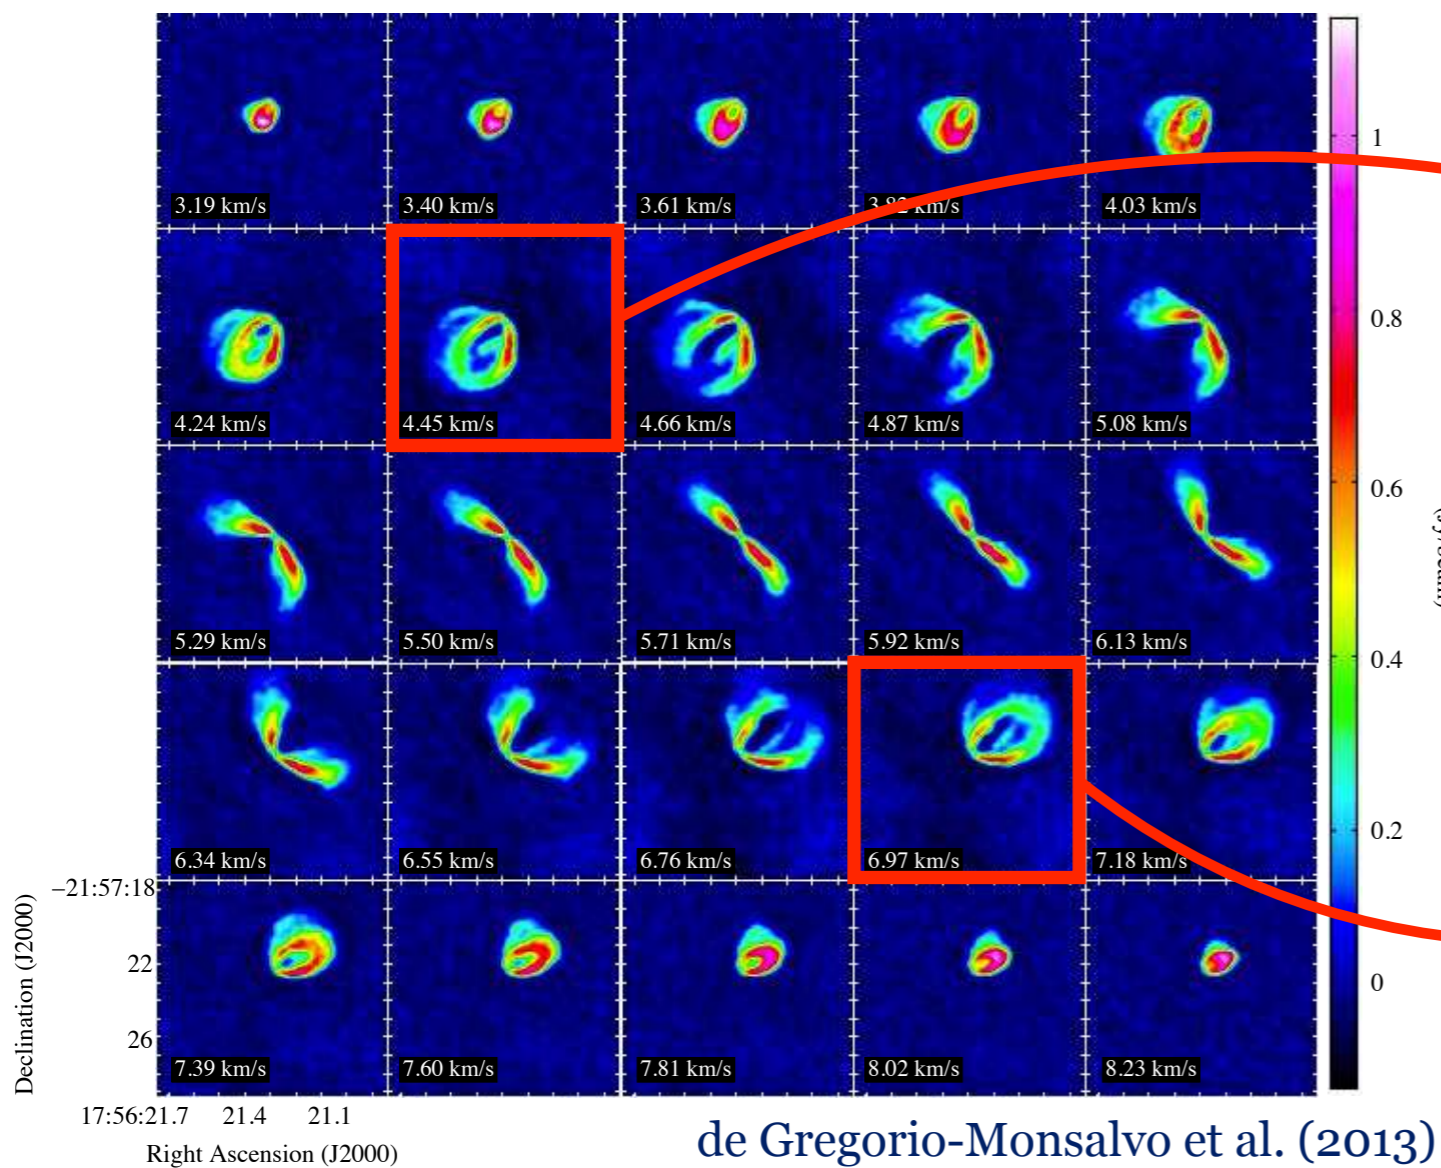 3.19 km/s 3.40 km/s 3.61 km/s 3.82 km/s 4.03 km/s
4.24 km/s 4.45 km/s 4.66 km/s 4.87 km/s 5.08 km/s
5.29 km/s 5.50 km/s 5.71 km/s 5.92 km/s 6.13 km/s
6.34 km/s 6.55 km/s 6.76 km/s 6.97 km/s 7.18 km/s
7.39 km/s 7.60 km/s 7.81 km/s 8.02 km/s 8.23 km/s
1
0.8
0.6
0.4
0.2
0
Declination (J2000)
–21:57:18
22
26
17:56:21.7 21.4 21.1
Right Ascension (J2000)
de Gregorio-Monsalvo et al. (2013)